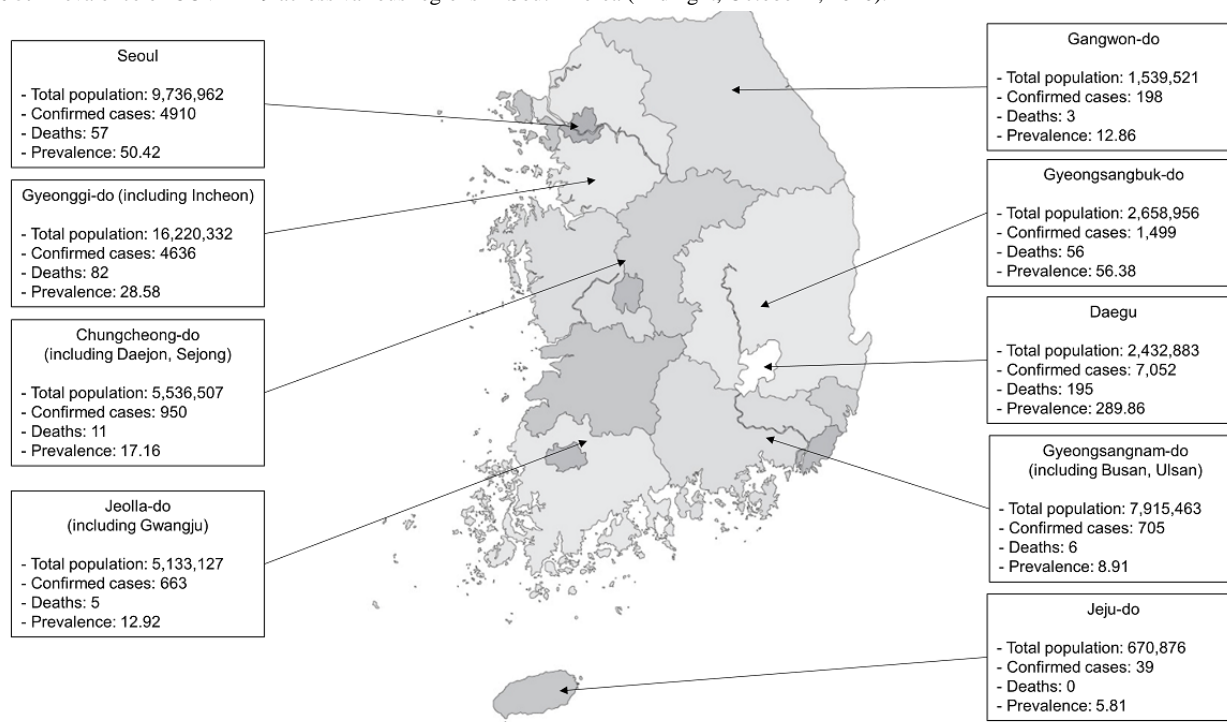 across various regions in South Korea
Seoul
- Total population: 9,736,962
- Confirmed cases: 4910
- Deaths: 57
- Prevalence: 50.42
Gyeonggi-do (including Incheon)
- Total population: 16,220,332
- Confirmed cases: 4636
- Deaths: 82
- Prevalence: 28.58
Chungcheong-do
(including Daejon, Sejong)
- Total population: 5,536,507
- Confirmed cases: 950
- Deaths: 11
- Prevalence: 17.16
Jeolla-do
(including Gwangju)
- Total population: 5,133,127
- Confirmed cases: 663
- Deaths: 5
- Prevalence: 12.92
Gangwon-do
- Total population: 1,539,521
- Confirmed cases: 198
- Deaths: 3
- Prevalence: 12.86
Gyeongsangbuk-do
- Total population: 2,658,956
- Confirmed cases: 1,499
- Deaths: 56
- Prevalence: 56.38
Daegu
- Total population: 2,432,883
- Confirmed cases: 7,052
- Deaths: 195
- Prevalence: 289.86
Gyeongsangnam-do
(including Busan, Ulsan)
- Total population: 7,915,463
- Confirmed cases: 705
- Deaths: 6
- Prevalence: 8.91
Jeju-do
- Total population: 670,876
- Confirmed cases: 39
- Deaths: 0
- Prevalence: 5.81